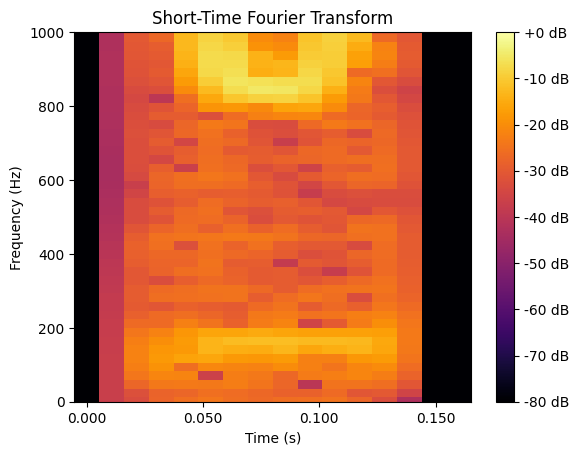 Short-Time Fourier Transform
1000
800
600
400
200
0
Frequency (Hz)
0.000
0.050
0.100
0.150
Time (s)
+0 dB
-10 dB
-20 dB
-30 dB
-40 dB
-50 dB
-60 dB
-70 dB
-80 dB